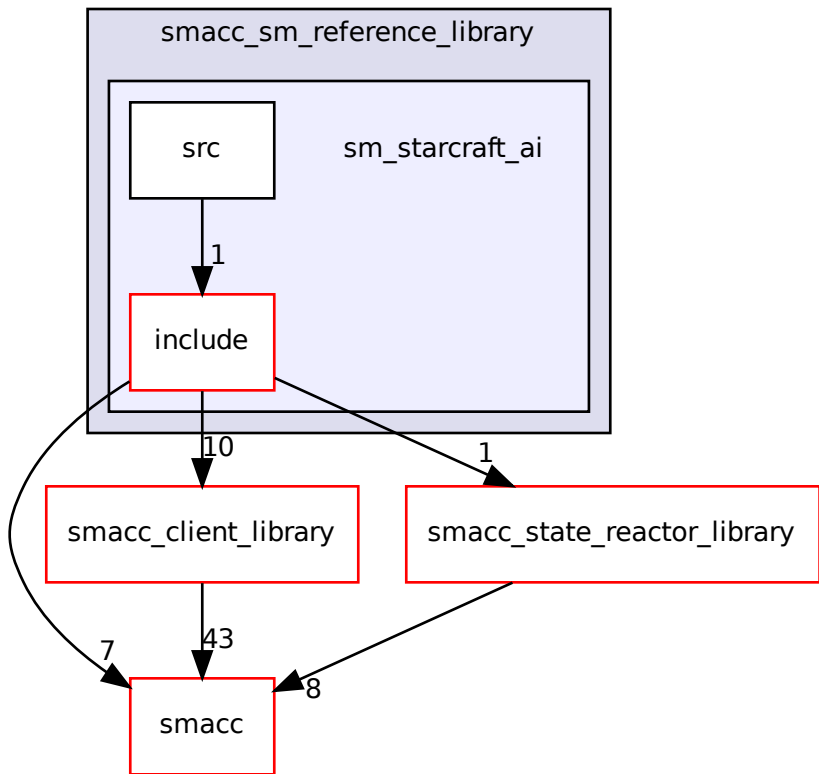 smacc_sm_reference_library
src
sm_starcraft_ai
1
include
10
1
smacc_client_library
smacc_state_reactor_library
7
43
8
smacc